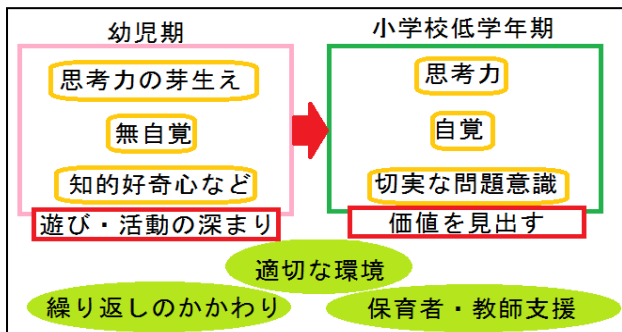 幼児期
思考力の芽生え
無自覚
知的好奇心など
遊び・活動の深まり
小学校低学年期
思考力
自覚
切実な問題意識
価値を見出す
適切な環境
繰り返しのかかわり
保育者・教師支援